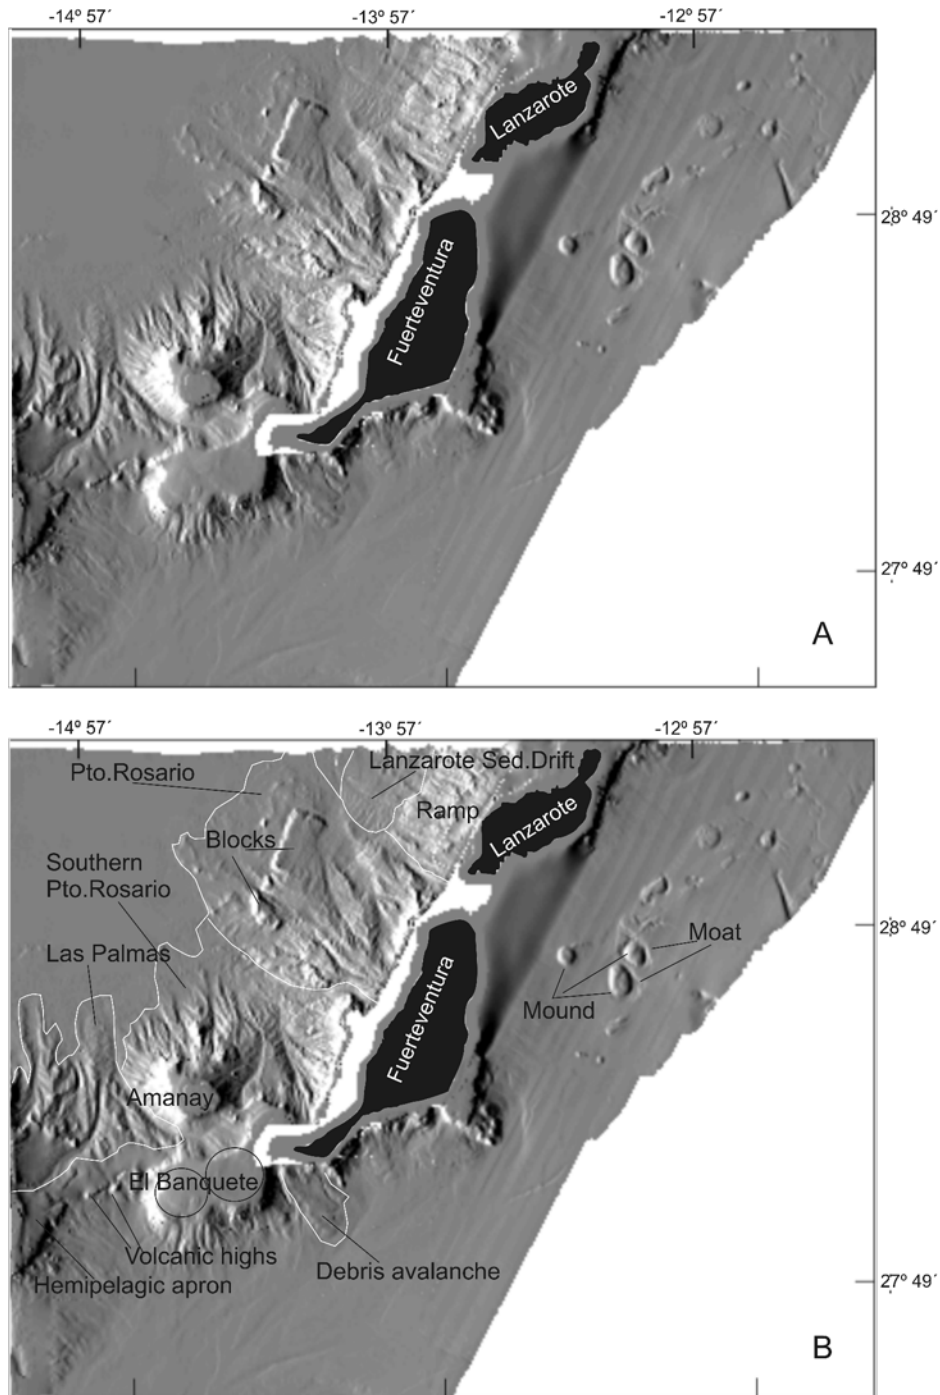 -14º 57´
-13º 57´
-12º 57´
Lanzarote
28º 49´
Fuerteventura
27º 49´
A
-14º 57´
-13º 57´
-12º 57´
Pto.Rosario
Lanzarote Sed.Drift
Ramp
Lanzarote
Blocks
Southern
Pto.Rosario
28º 49´
Las Palmas
Moat
Mound
Fuerteventura
Amanay
El Banquete
Volcanic highs
Debris avalanche
Hemipelagic apron
27º 49´
B